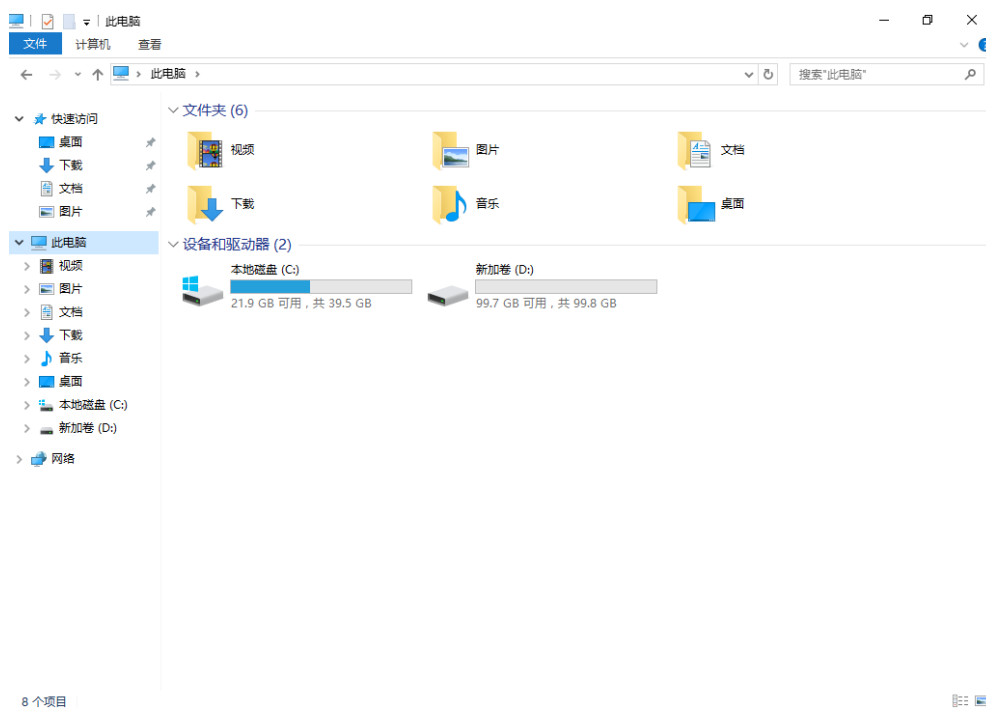 此电脑
文件 计算机 查看
此电脑 搜索"此电脑"
快速访问
桌面
下载
文档
图片
此电脑
视频
图片
文档
下载
音乐
桌面
本地磁盘 (C:)
新加卷 (D:)
网络
文件夹 (6)
视频 图片 文档
下载 音乐 桌面
设备和驱动器 (2)
本地磁盘 (C:)
21.9 GB 可用，共 39.5 GB
新加卷 (D:)
99.7 GB 可用，共 99.8 GB
8 个项目